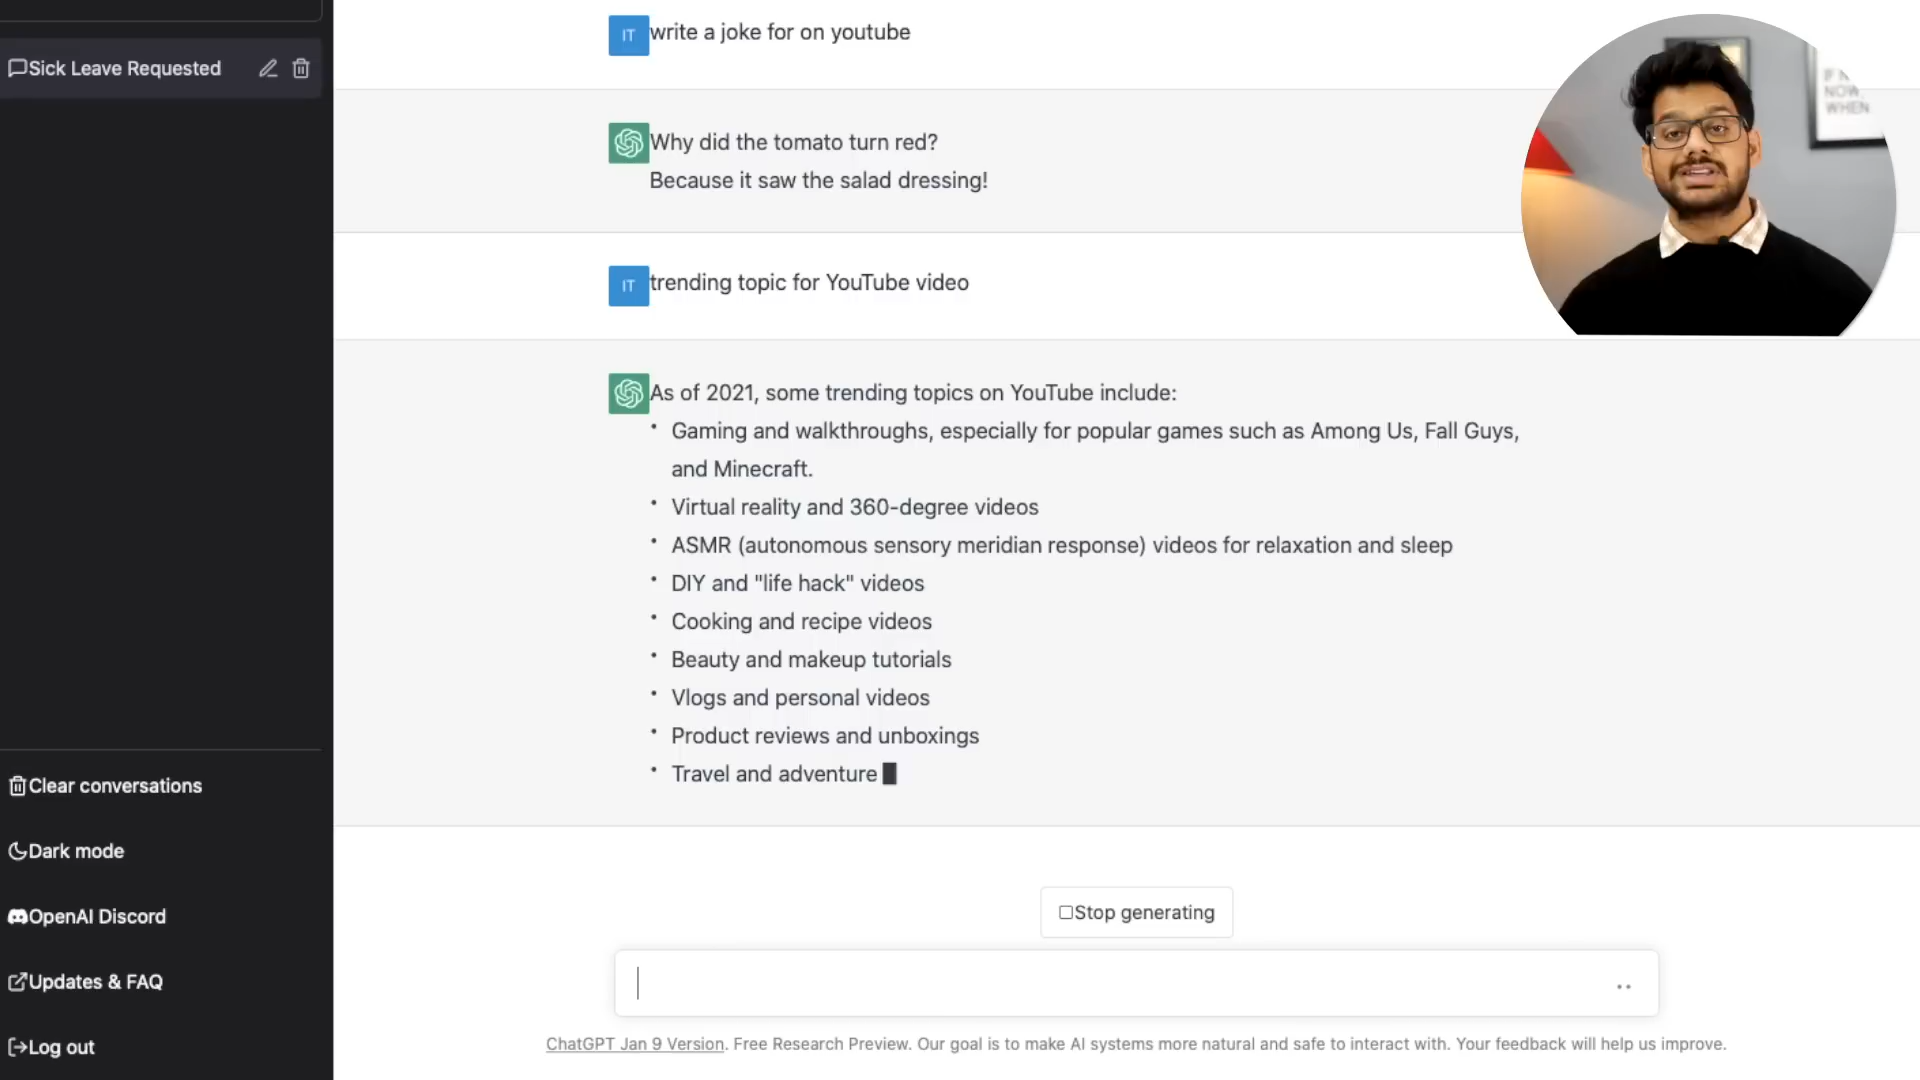 Sick Leave Requested
Clear conversations
Dark mode
OpenAI Discord
Updates & FAQ
Log out
IT
write a joke for on youtube
Why did the tomato turn red?
Because it saw the salad dressing!
IT
trending topic for YouTube video
As of 2021, some trending topics on YouTube include:
• Gaming and walkthroughs, especially for popular games such as Among Us, Fall Guys,
and Minecraft.
• Virtual reality and 360-degree videos
• ASMR (autonomous sensory meridian response) videos for relaxation and sleep
• DIY and "life hack" videos
• Cooking and recipe videos
• Beauty and makeup tutorials
• Vlogs and personal videos
• Product reviews and unboxings
• Travel and adventure
Stop generating
ChatGPT Jan 9 Version. Free Research Preview. Our goal is to make AI systems more natural and safe to interact with. Your feedback will help us improve.
NOW,
WHEN